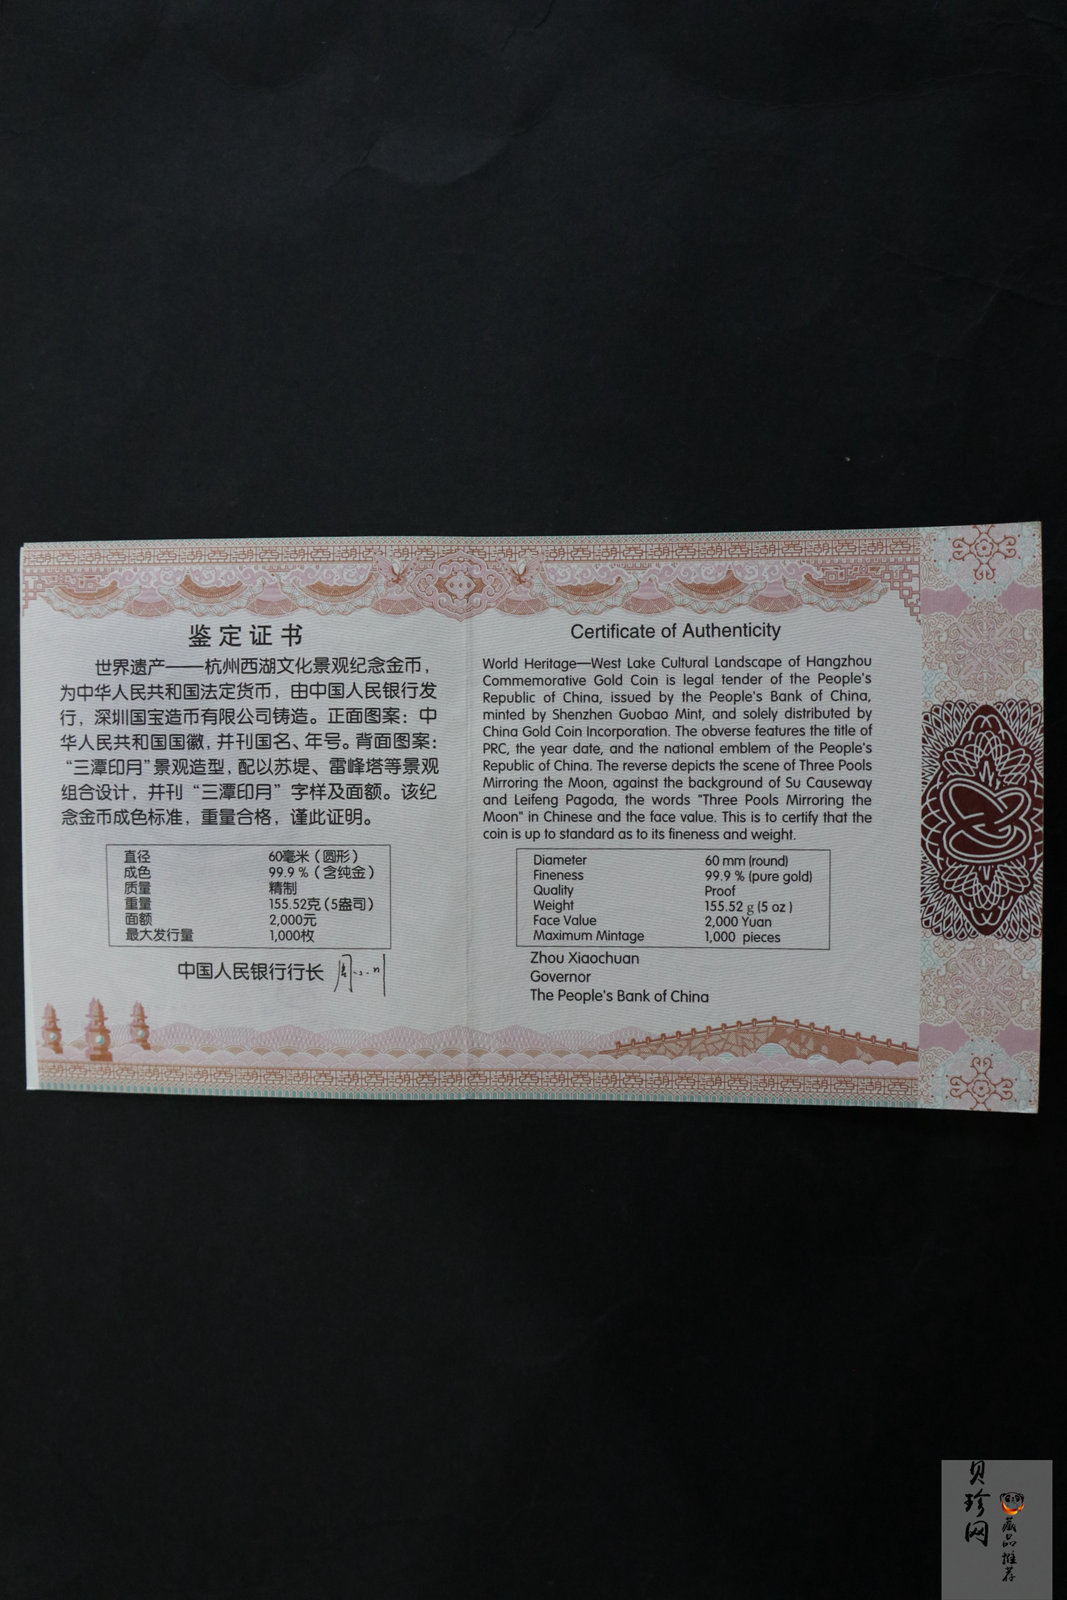 鉴定证书
世界遗产——杭州西湖文化景观纪念金币，
为中华人民共和国法定货币，由中国人民银行发
行，深圳国宝造币有限公司铸造。正面图案：中
华人民共和国国徽，并刊国名、年号。背面图案：
“三潭印月”景观造型，配以苏堤、雷峰塔等景观
组合设计，并刊“三潭印月”字样及面额。该纪
念金币成色标准，重量合格，谨此证明。
直径 60毫米（圆形）
成色 99.9%（含纯金）
质量 精制
重量 155.52克（5盎司）
面额 2,000元
最大发行量 1,000枚
中国人民银行行长
Certificate of Authenticity
World Heritage—West Lake Cultural Landscape of Hangzhou
Commemorative Gold Coin is legal tender of the People's
Republic of China, issued by the People's Bank of China,
minted by Shenzhen Guobao Mint, and solely distributed by
China Gold Coin Incorporation. The obverse features the title of
PRC, the year date, and the national emblem of the People's
Republic of China. The reverse depicts the scene of Three Pools
Mirroring the Moon, against the background of Su Causeway
and Leifeng Pagoda, the words "Three Pools Mirroring the
Moon" in Chinese and the face value. This is to certify that the
coin is up to standard as to its fineness and weight.
Diameter 60 mm (round)
Fineness 99.9 % (pure gold)
Quality Proof
Weight 155.52 g (5 oz )
Face Value 2,000 Yuan
Maximum Mintage 1,000 pieces
Zhou Xiaochuan
Governor
The People's Bank of China
贝珍网
藏品推荐